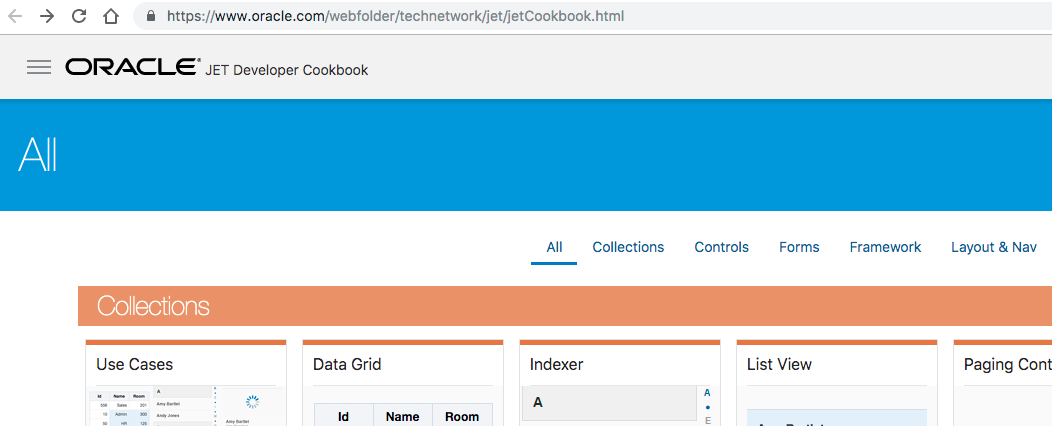 https://www.oracle.com/webfolder/technetwork/jet/jetCookbook.html
ORACLE® JET Developer Cookbook
All
All Collections Controls Forms Framework Layout & Nav
Collections
Use Cases Data Grid Indexer List View Paging Cont
Id Name Room
556 Sales 201
10 Admin 300
50 HR 126
A
Amy Bartlet
Andy Jones
Amy Bartlet
Id Name Room
A
A
E